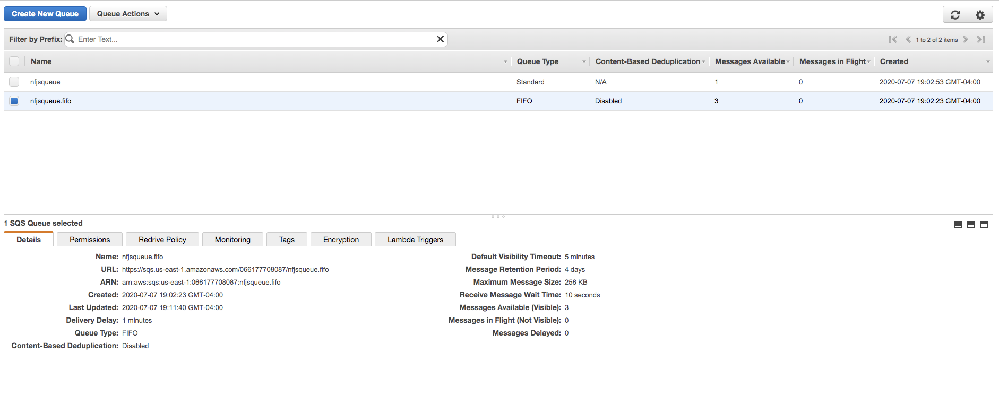 Create New Queue Queue Actions
Filter by Prefix: Enter Text... 1 to 2 of 2 items
Name Queue Type Content-Based Deduplication Messages Available Messages in Flight Created
nfjsqueue Standard N/A 1 0 2020-07-07 19:02:53 GMT-04:00
nfjsqueue.fifo FIFO Disabled 3 0 2020-07-07 19:02:23 GMT-04:00
1 SQS Queue selected
Details Permissions Redrive Policy Monitoring Tags Encryption Lambda Triggers
Name: nfjsqueue.fifo
URL: https://sqs.us-east-1.amazonaws.com/066177708087/nfjsqueue.fifo
ARN: arn:aws:sqs:us-east-1:066177708087:nfjsqueue.fifo
Created: 2020-07-07 19:02:23 GMT-04:00
Last Updated: 2020-07-07 19:11:40 GMT-04:00
Delivery Delay: 1 minutes
Queue Type: FIFO
Content-Based Deduplication: Disabled
Default Visibility Timeout: 5 minutes
Message Retention Period: 4 days
Maximum Message Size: 256 KB
Receive Message Wait Time: 10 seconds
Messages Available (Visible): 3
Messages in Flight (Not Visible): 0
Messages Delayed: 0